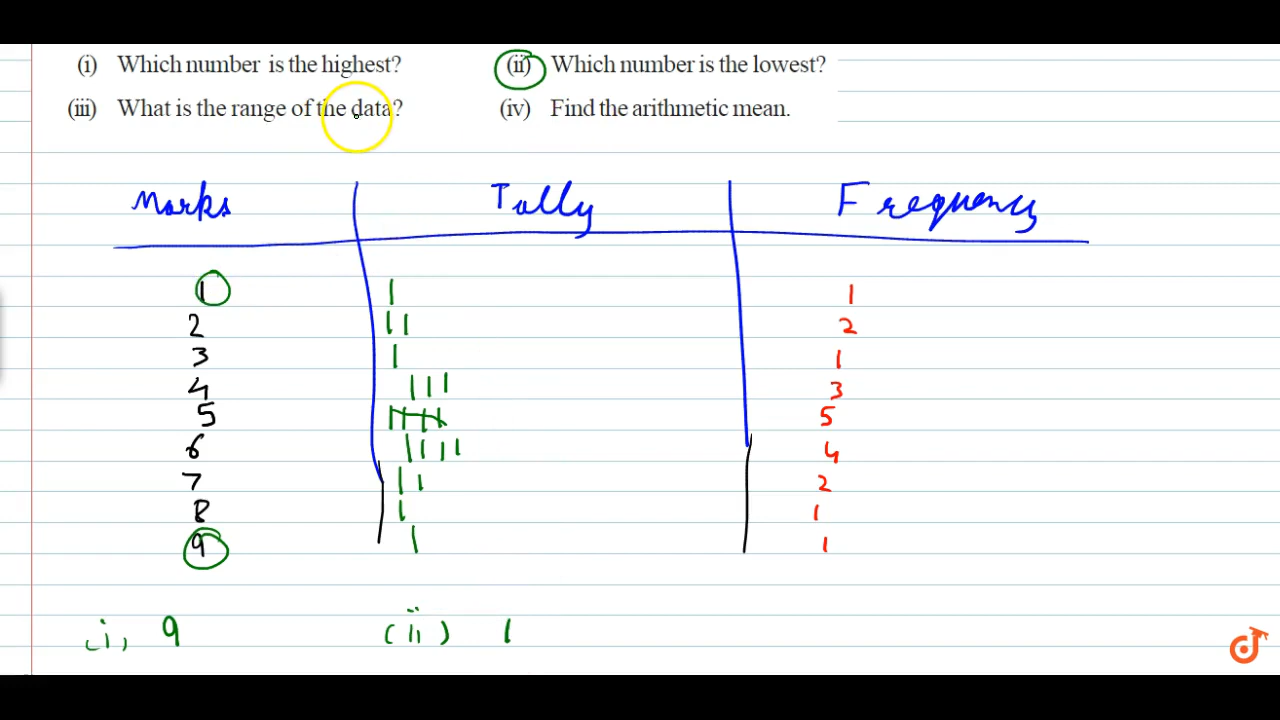 (i) Which number is the highest? (ii) Which number is the lowest?
(iii) What is the range of the data? (iv) Find the arithmetic mean.
Marks Tally Frequency
1 | 1
2 || 2
3 | 1
4 ||| 3
5 |||| 5
6 |||| 4
7 || 2
8 | 1
9 | 1
(i) 9 (ii) 1